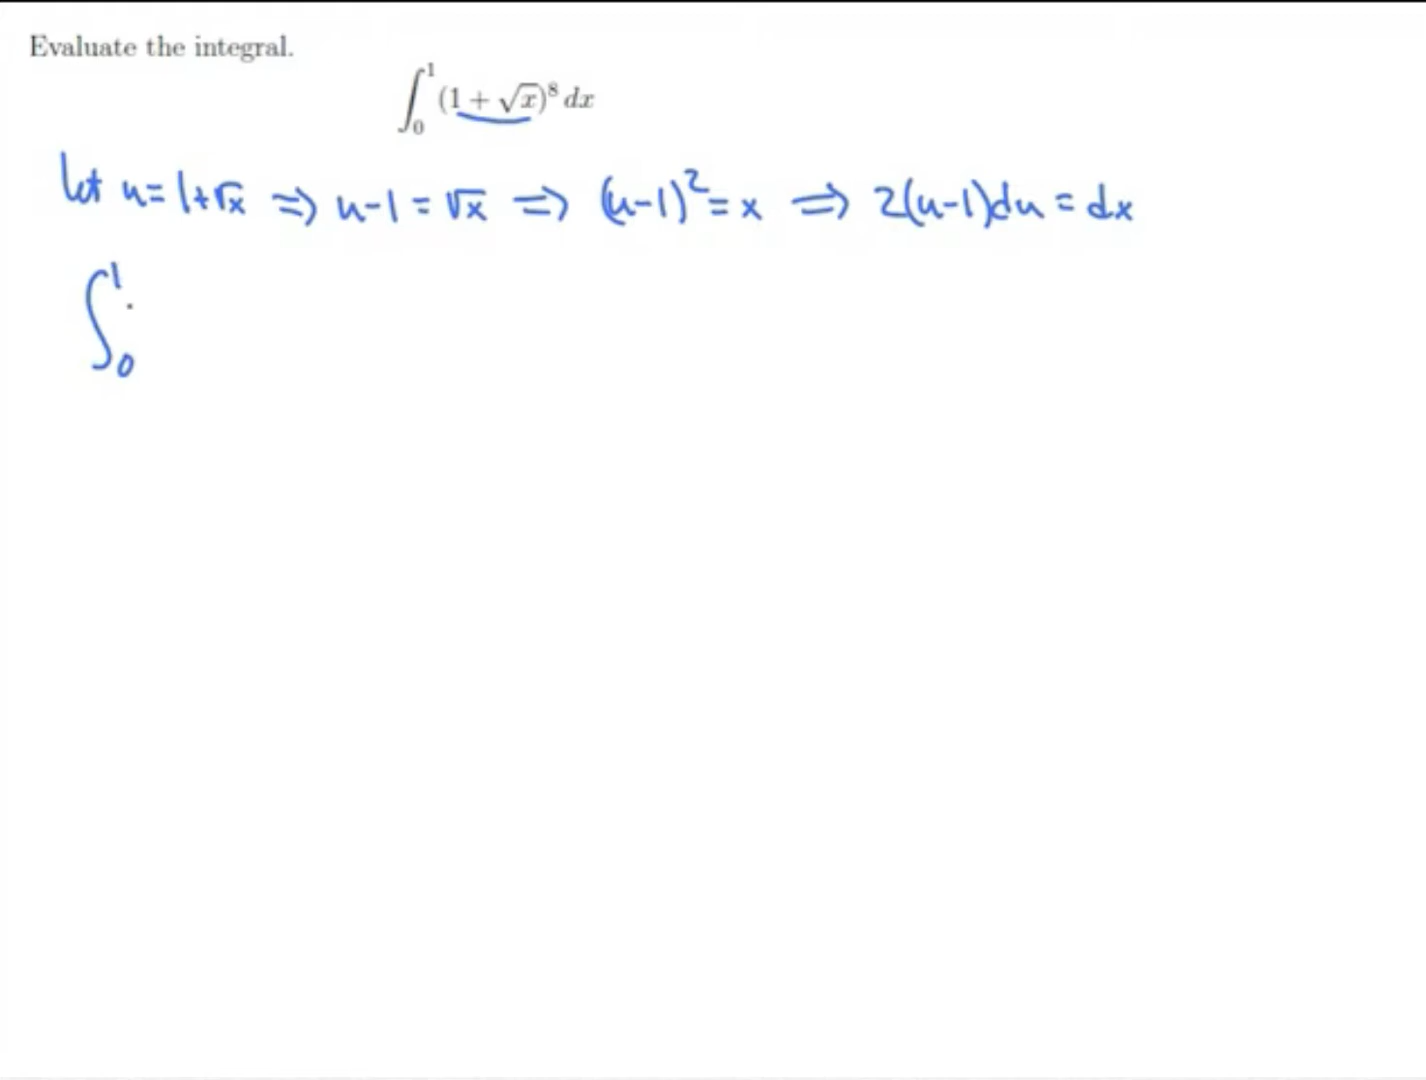 Evaluate the integral.
∫₀¹ (1 + √x)⁸ dx
let u = 1+√x ⇒ u-1 = √x ⇒ (u-1)² = x ⇒ 2(u-1)du = dx
∫₀¹